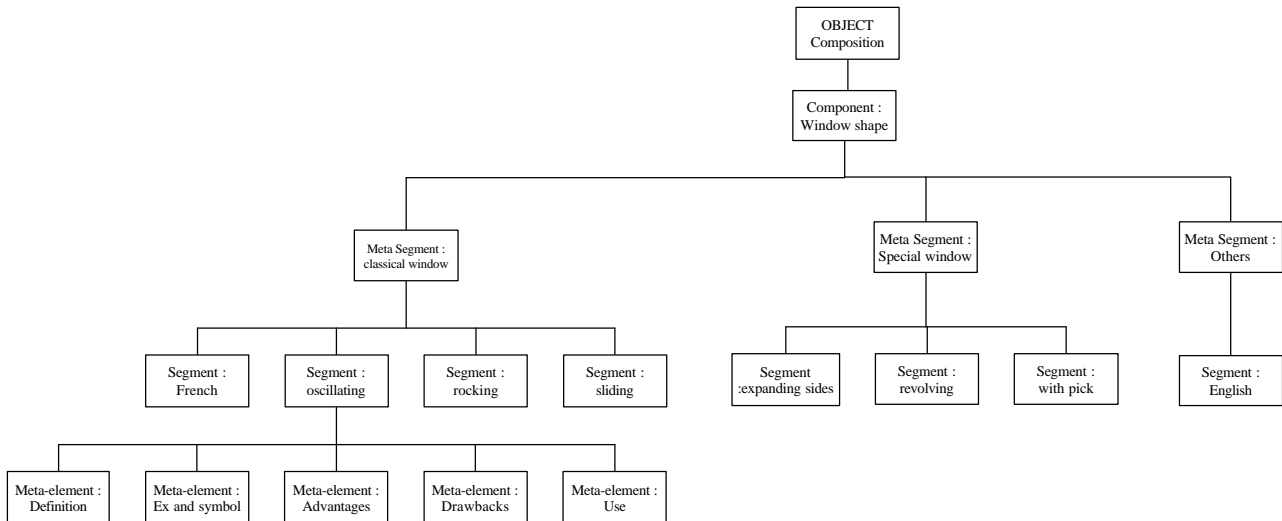 OBJECT
Composition
Component :
Window shape
Meta Segment :
classical window
Meta Segment :
Special window
Meta Segment :
Others
Segment :
French
Segment :
oscillating
Segment :
rocking
Segment :
sliding
Segment
:expanding sides
Segment :
revolving
Segment :
with pick
Segment :
English
Meta-element :
Definition
Meta-element :
Ex and symbol
Meta-element :
Advantages
Meta-element :
Drawbacks
Meta-element :
Use